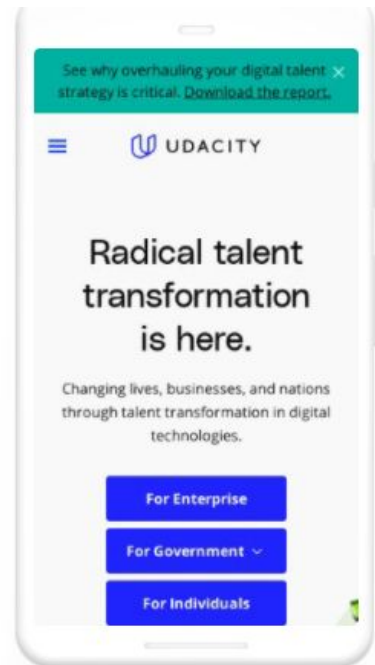 See why overhauling your digital talent
strategy is critical. Download the report.
UDACITY
Radical talent
transformation
is here.
Changing lives, businesses, and nations
through talent transformation in digital
technologies.
For Enterprise
For Government
For Individuals